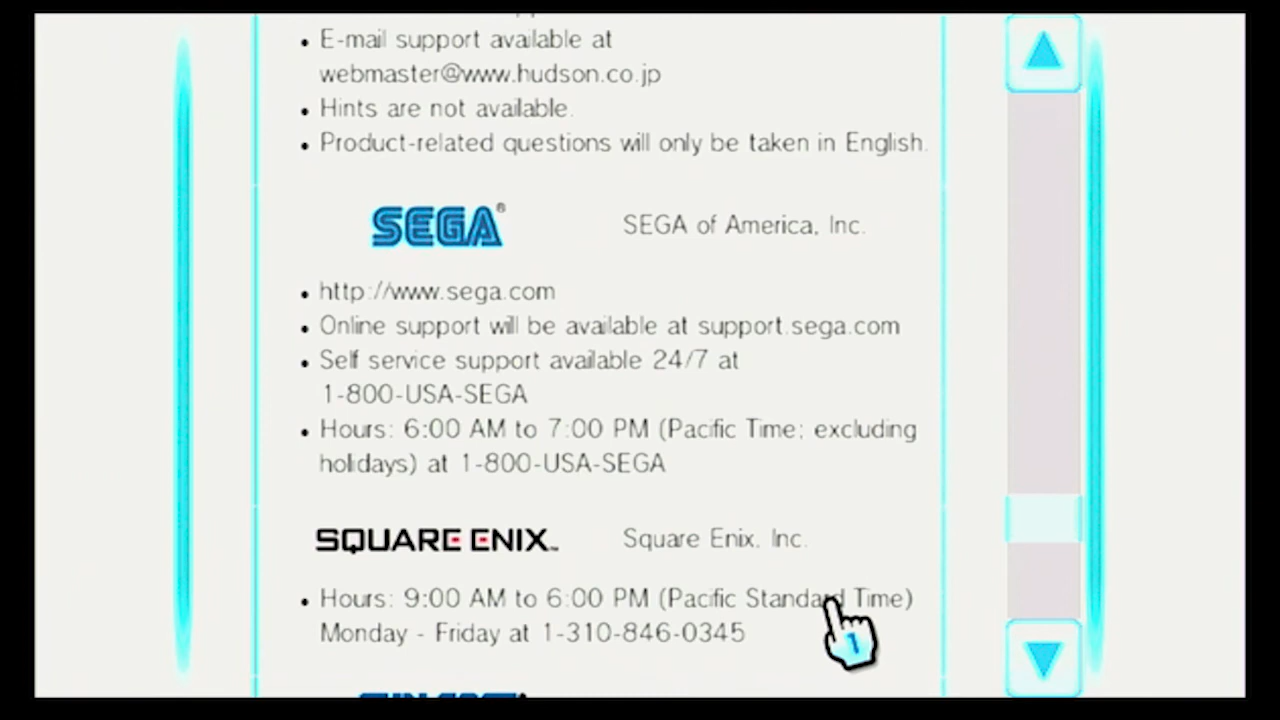 • E-mail support available at
webmaster@www.hudson.co.jp
• Hints are not available.
• Product-related questions will only be taken in English.
SEGA® SEGA of America, Inc.
• http://www.sega.com
• Online support will be available at support.sega.com
• Self service support available 24/7 at
1-800-USA-SEGA
• Hours: 6:00 AM to 7:00 PM (Pacific Time; excluding
holidays) at 1-800-USA-SEGA
SQUARE ENIX™ Square Enix, Inc.
• Hours: 9:00 AM to 6:00 PM (Pacific Standard Time)
Monday - Friday at 1-310-846-0345
1